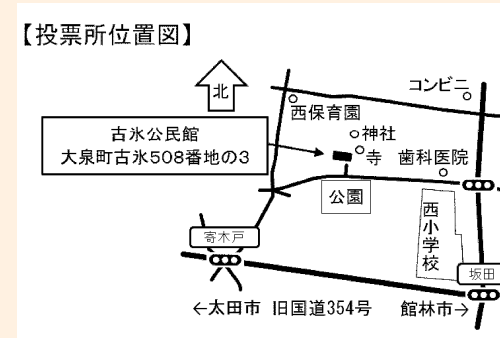 【投票所位置図】
北
コンビニ
西保育園
古氷公民館
大泉町古氷508番地の3
神社
寺
歯科医院
公園
西小学校
寄木戸
坂田
←太田市 旧国道354号 館林市→